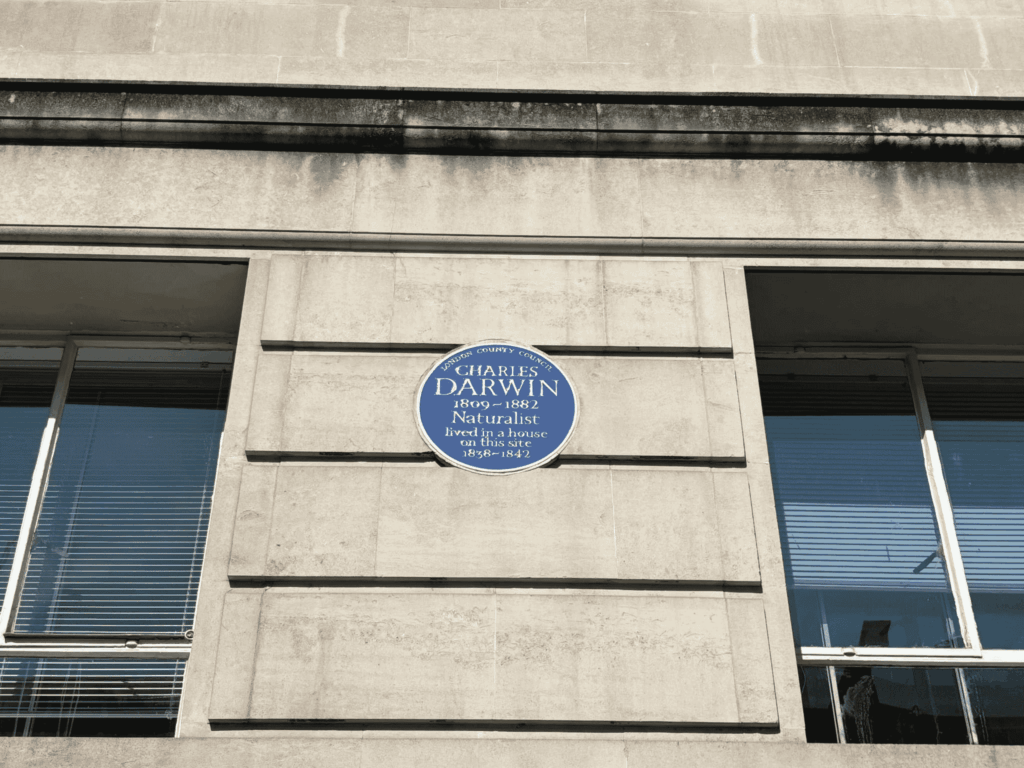 LONDON COUNTY COUNCIL
CHARLES
DARWIN
1809~1882
Naturalist
lived in a house
on this site
1838~1842